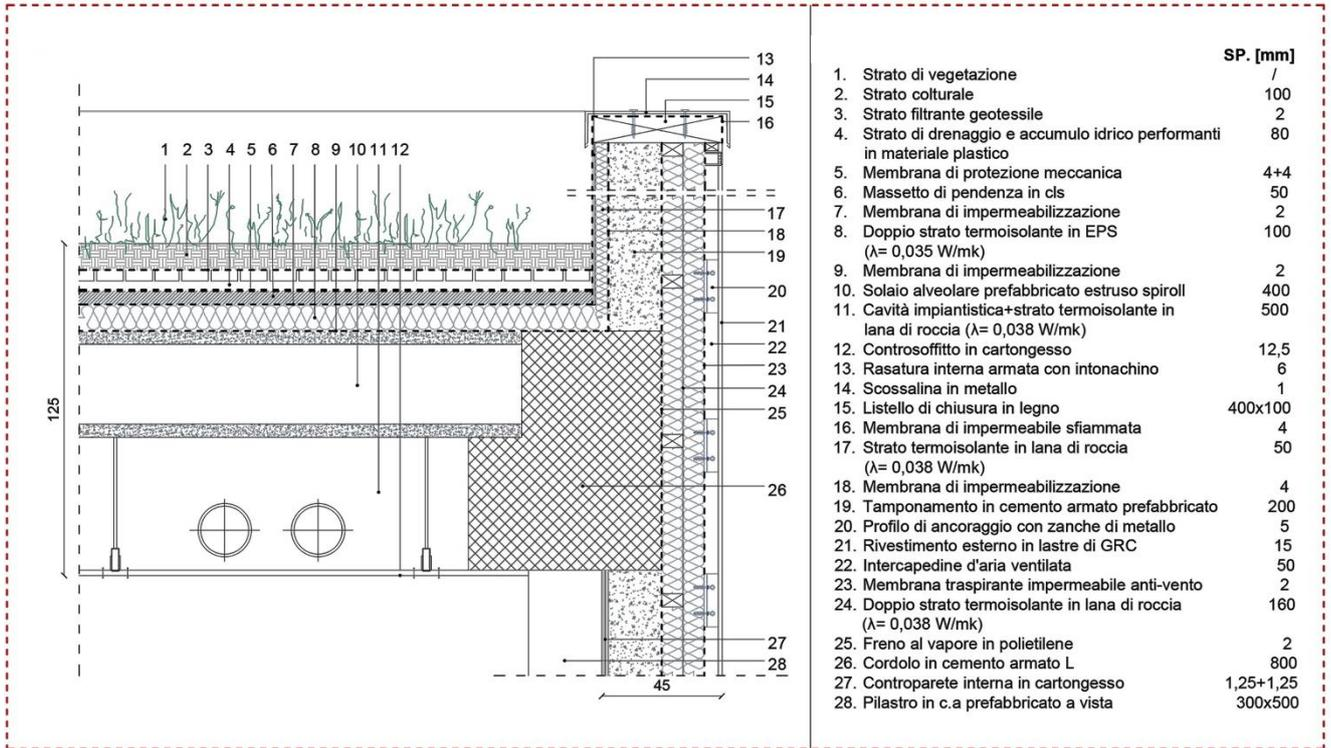 13
14
15
16
1 2 3 4 5 6 7 8 9 10 11 12
17
18
19
20
21
22
23
24
25
26
27
28
125
45
SP. [mm]
1. Strato di vegetazione /
2. Strato colturale 100
3. Strato filtrante geotessile 2
4. Strato di drenaggio e accumulo idrico performanti 80
in materiale plastico
5. Membrana di protezione meccanica 4+4
6. Massetto di pendenza in cls 50
7. Membrana di impermeabilizzazione 2
8. Doppio strato termoisolante in EPS 100
(λ= 0,035 W/mk)
9. Membrana di impermeabilizzazione 2
10. Solaio alveolare prefabbricato estruso spiroll 400
11. Cavità impiantistica+strato termoisolante in 500
lana di roccia (λ= 0,038 W/mk)
12. Controsoffitto in cartongesso 12,5
13. Rasatura interna armata con intonachino 6
14. Scossalina in metallo 1
15. Listello di chiusura in legno 400x100
16. Membrana di impermeabile sfiammata 4
17. Strato termoisolante in lana di roccia 50
(λ= 0,038 W/mk)
18. Membrana di impermeabilizzazione 4
19. Tamponamento in cemento armato prefabbricato 200
20. Profilo di ancoraggio con zanche di metallo 5
21. Rivestimento esterno in lastre di GRC 15
22. Intercapedine d'aria ventilata 50
23. Membrana traspirante impermeabile anti-vento 2
24. Doppio strato termoisolante in lana di roccia 160
(λ= 0,038 W/mk)
25. Freno al vapore in polietilene 2
26. Cordolo in cemento armato L 800
27. Controparete interna in cartongesso 1,25+1,25
28. Pilastro in c.a prefabbricato a vista 300x500